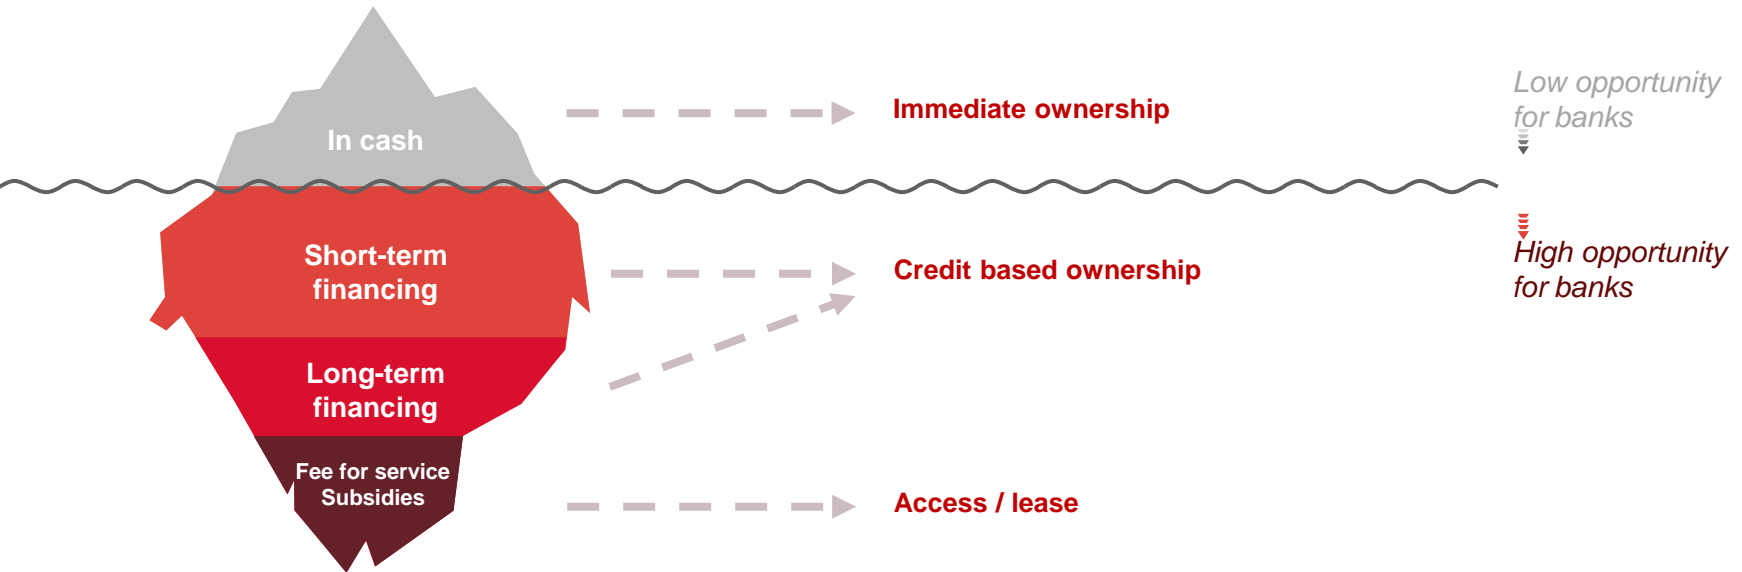 In cash
Immediate ownership
Low opportunity
for banks
Short-term
financing
Credit based ownership
High opportunity
for banks
Long-term
financing
Fee for service
Subsidies
Access / lease